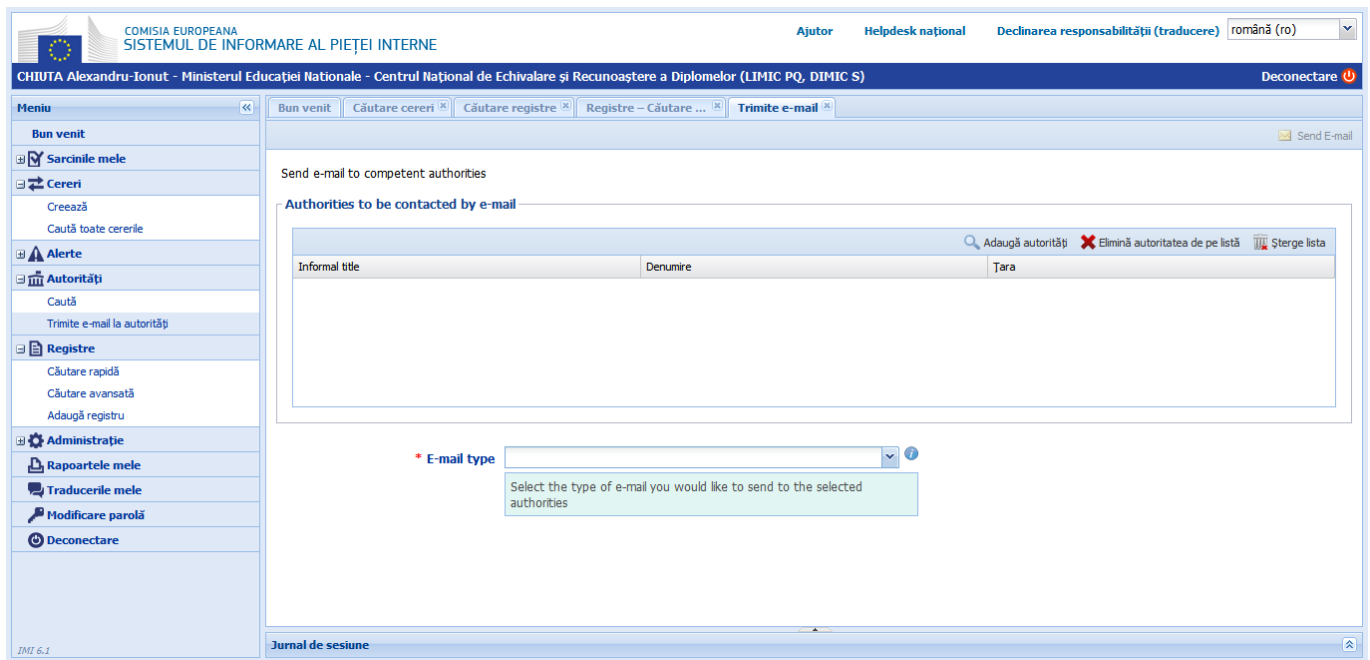 COMISIA EUROPEANA
SISTEMUL DE INFORMARE AL PIEȚEI INTERNE
Ajutor Helpdesk național Declinarea responsabilității (traducere) română (ro)
CHIUTA Alexandru-Ionut - Ministerul Educației Nationale - Centrul Național de Echivalare și Recunoaștere a Diplomelor (LIMIC PQ, DIMIC S) Deconectare
Meniu
Bun venit
Sarcinile mele
Cereri
Creează
Caută toate cererile
Alerte
Autorități
Caută
Trimite e-mail la autorități
Registre
Căutare rapidă
Căutare avansată
Adaugă registru
Administrație
Rapoartele mele
Traducerile mele
Modificare parolă
Deconectare
IMI 6.1
Bun venit Căutare cereri Căutare registre Registre – Căutare ... Trimite e-mail
Send E-mail
Send e-mail to competent authorities
Authorities to be contacted by e-mail
Adaugă autorități Elimină autoritatea de pe listă Șterge lista
Informal title Denumire Țara
* E-mail type
Select the type of e-mail you would like to send to the selected
authorities
Jurnal de sesiune